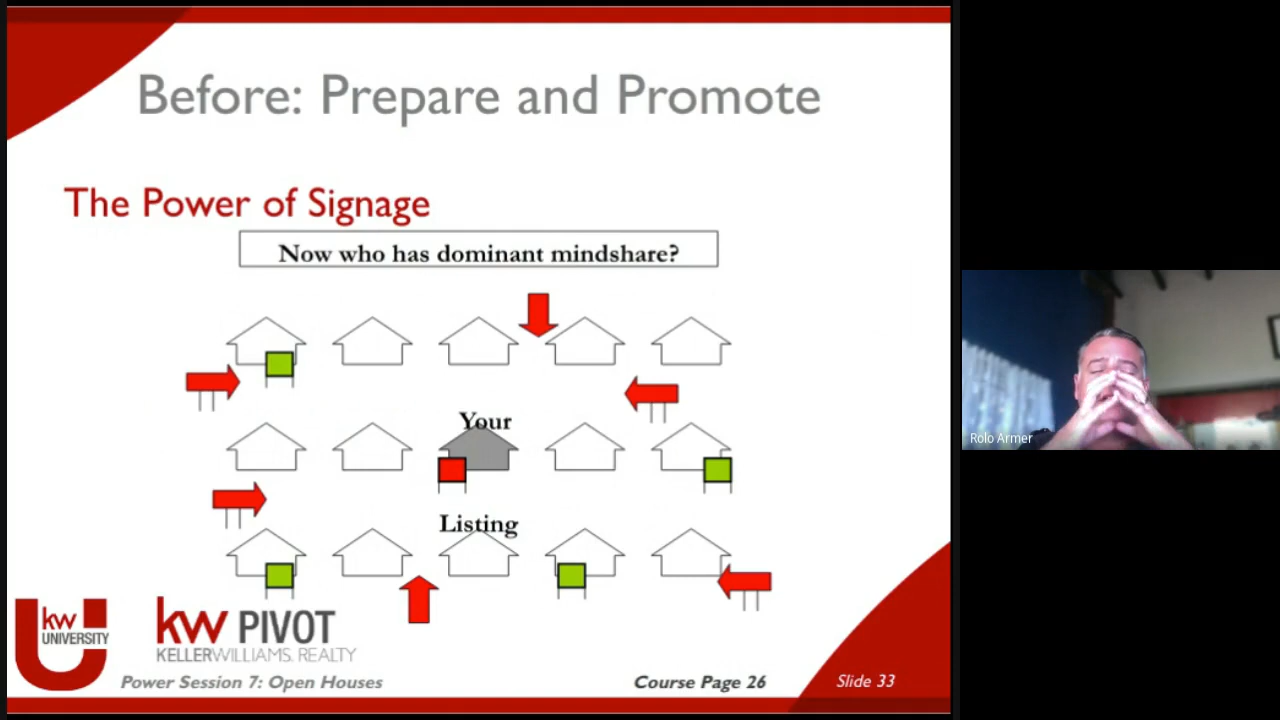 Before: Prepare and Promote
The Power of Signage
Now who has dominant mindshare?
Your
Listing
kw
UNIVERSITY
kw PIVOT
KELLERWILLIAMS. REALTY
Power Session 7: Open Houses
Course Page 26
Slide 33
Rolo Armer